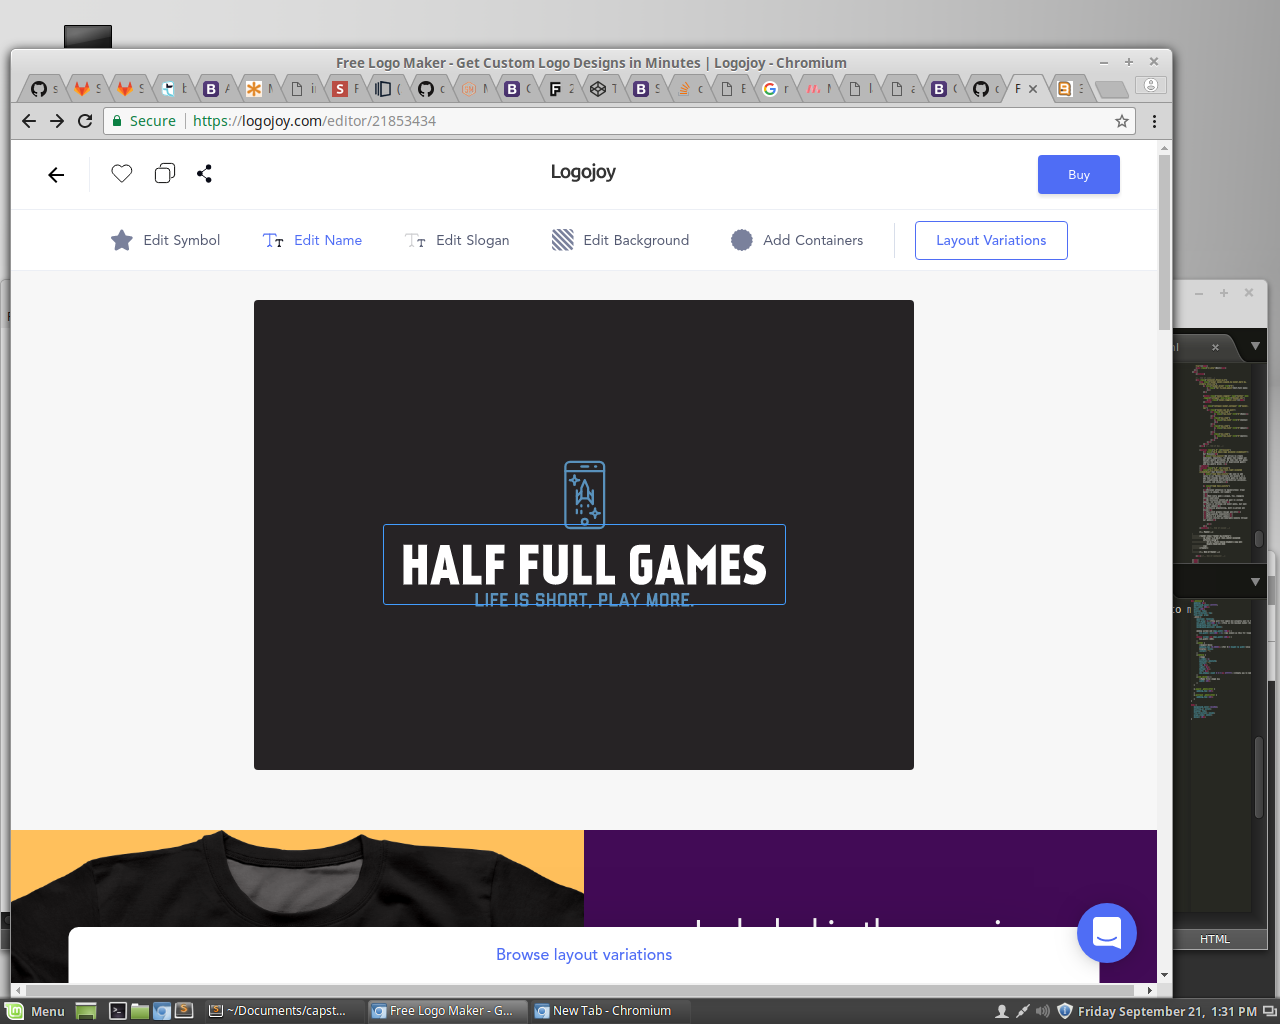 Free Logo Maker - Get Custom Logo Designs in Minutes | Logojoy - Chromium
Secure
https://logojoy.com/editor/21853434
Logojoy
Buy
Edit Symbol
Edit Name
Edit Slogan
Edit Background
Add Containers
Layout Variations
HALF FULL GAMES
LIFE IS SHORT, PLAY MORE.
Browse layout variations
HTML
Menu
~/Documents/capst...
Free Logo Maker - G...
New Tab - Chromium
Friday September 21, 1:31 PM